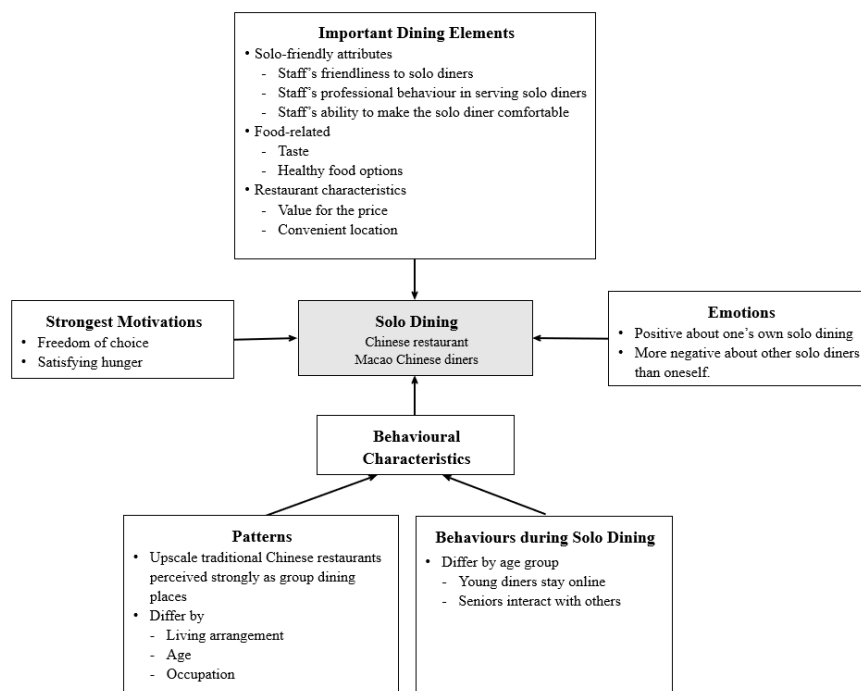 Important Dining Elements
• Solo-friendly attributes
- Staff's friendliness to solo diners
- Staff's professional behaviour in serving solo diners
- Staff's ability to make the solo diner comfortable
• Food-related
- Taste
- Healthy food options
• Restaurant characteristics
- Value for the price
- Convenient location
Strongest Motivations
• Freedom of choice
• Satisfying hunger
Solo Dining
Chinese restaurant
Macao Chinese diners
Emotions
• Positive about one's own solo dining
• More negative about other solo diners
than oneself.
Behavioural
Characteristics
Patterns
• Upscale traditional Chinese restaurants
perceived strongly as group dining
places
• Differ by
- Living arrangement
- Age
- Occupation
Behaviours during Solo Dining
• Differ by age group
- Young diners stay online
- Seniors interact with others